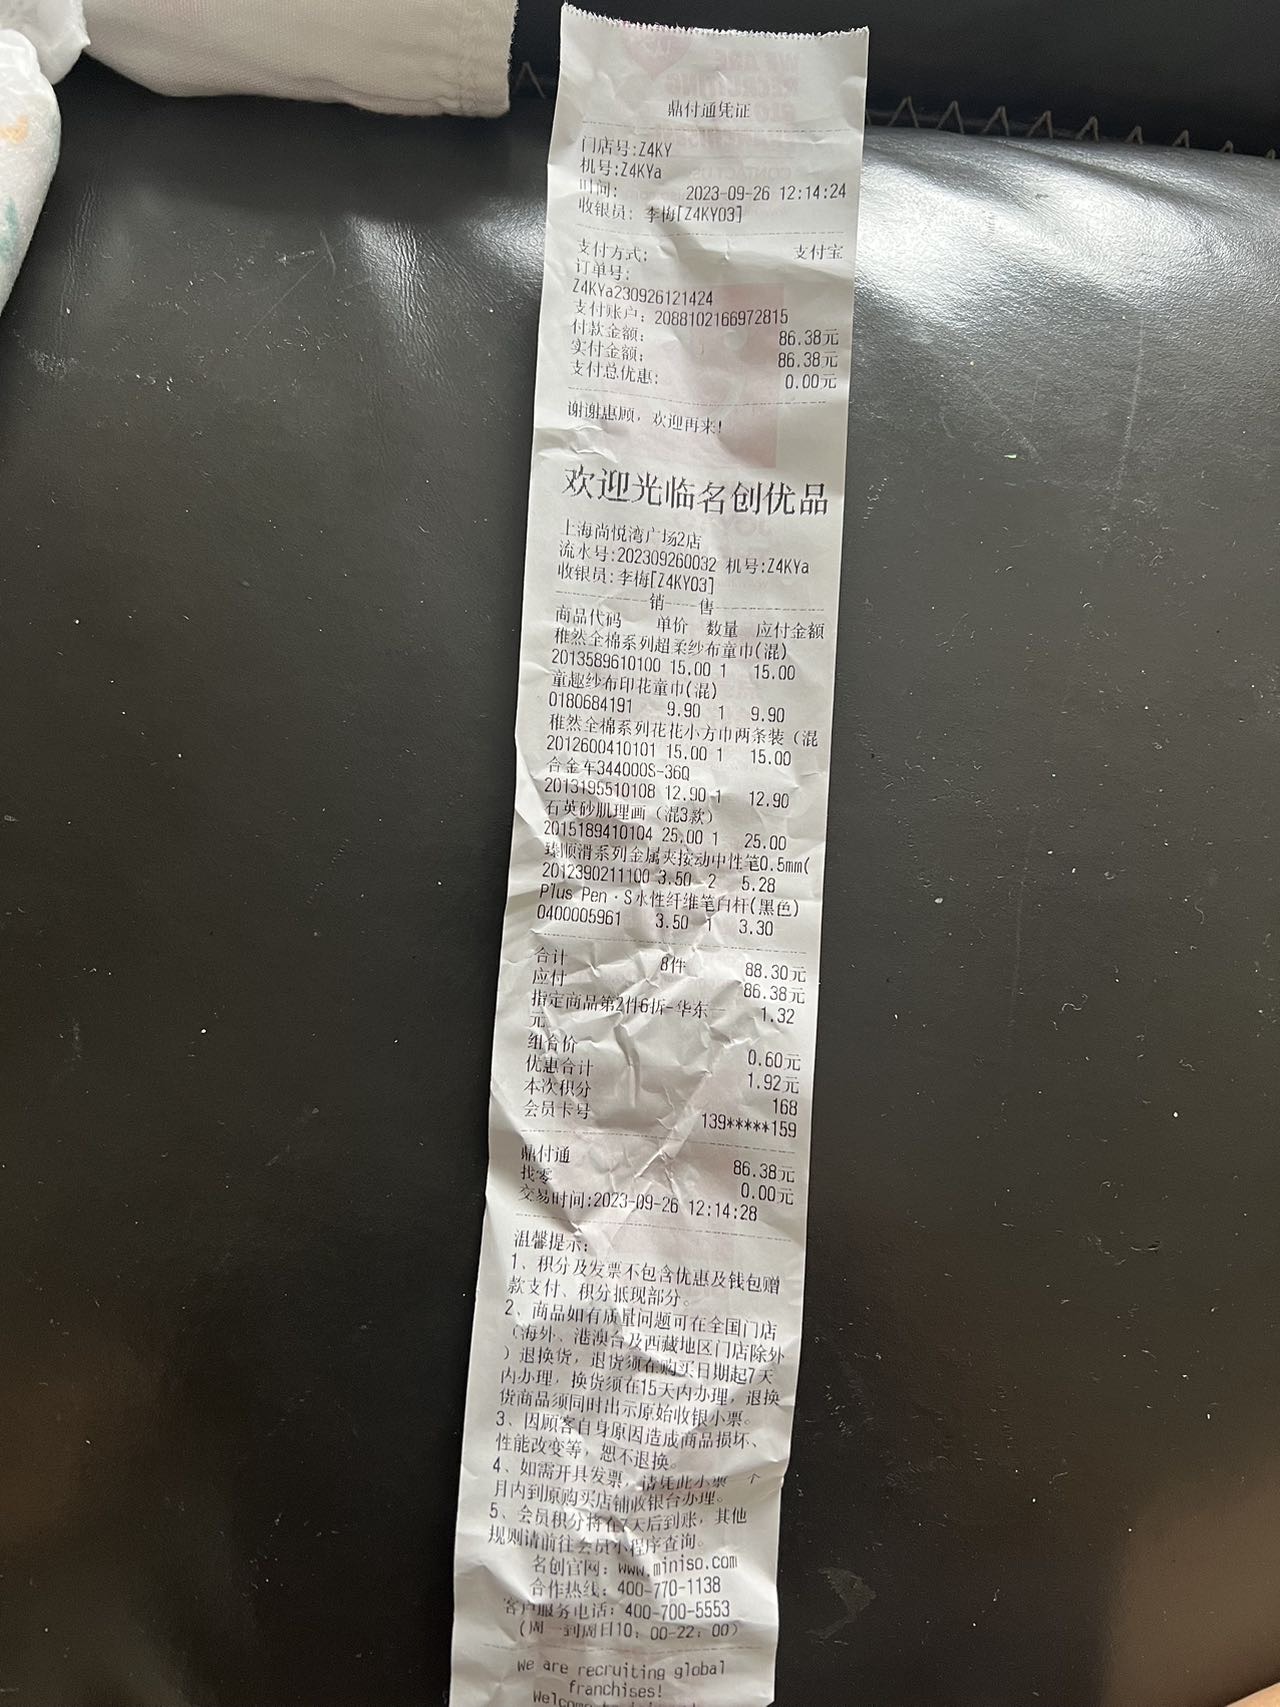 鼎付通凭证
门店号:Z4KY
机号:Z4KYa
时间: 2023-09-26 12:14:24
收银员: 李梅[Z4KY03]
支付方式: 支付宝
订单号:
Z4KYa230926121424
支付账户: 2088102166972815
付款金额: 86.38元
实付金额: 86.38元
支付总优惠: 0.00元
谢谢惠顾, 欢迎再来!
欢迎光临名创优品
上海尚悦湾广场2店
流水号:202309260032 机号:Z4KYa
收银员:李梅[Z4KY03]
销 售
商品代码 单价 数量 应付金额
稚然全棉系列超柔纱布童巾(混)
2013589610100 15.00 1 15.00
童趣纱布印花童巾(混)
0180684191 9.90 1 9.90
稚然全棉系列花花小方巾两条装（混
2012600410101 15.00 1 15.00
合金车344000S-36Q
2013195510108 12.90 1 12.90
石英砂肌理画（混3款）
2015189410104 25.00 1 25.00
臻顺滑系列金属夹按动中性笔0.5mm(
2012390211100 3.50 2 5.28
Plus Pen·S水性纤维笔白杆(黑色)
0400005961 3.50 1 3.30
合计 8件 88.30元
应付 86.38元
指定商品第2件6折-华东一 1.32
元
组合价 0.60元
优惠合计 1.92元
本次积分 168
会员卡号 139*****159
鼎付通 86.38元
找零 0.00元
交易时间:2023-09-26 12:14:28
温馨提示:
1、积分及发票不包含优惠及钱包赠
款支付、积分抵现部分。
2、商品如有质量问题可在全国门店
（海外、港澳台及西藏地区门店除外
）退换货，退货须在购买日期起7天
内办理，换货须在15天内办理，退换
货商品须同时出示原始收银小票。
3、因顾客自身原因造成商品损坏、
性能改变等，恕不退换。
4、如需开具发票，请凭此小票 个
月内到原购买店铺收银台办理。
5、会员积分将在7天后到账，其他
规则请前往会员小程序查询。
名创官网: www.miniso.com
合作热线: 400-770-1138
客户服务电话: 400-700-5553
（周一到周日10：00-22：00）
We are recruiting global
franchises!